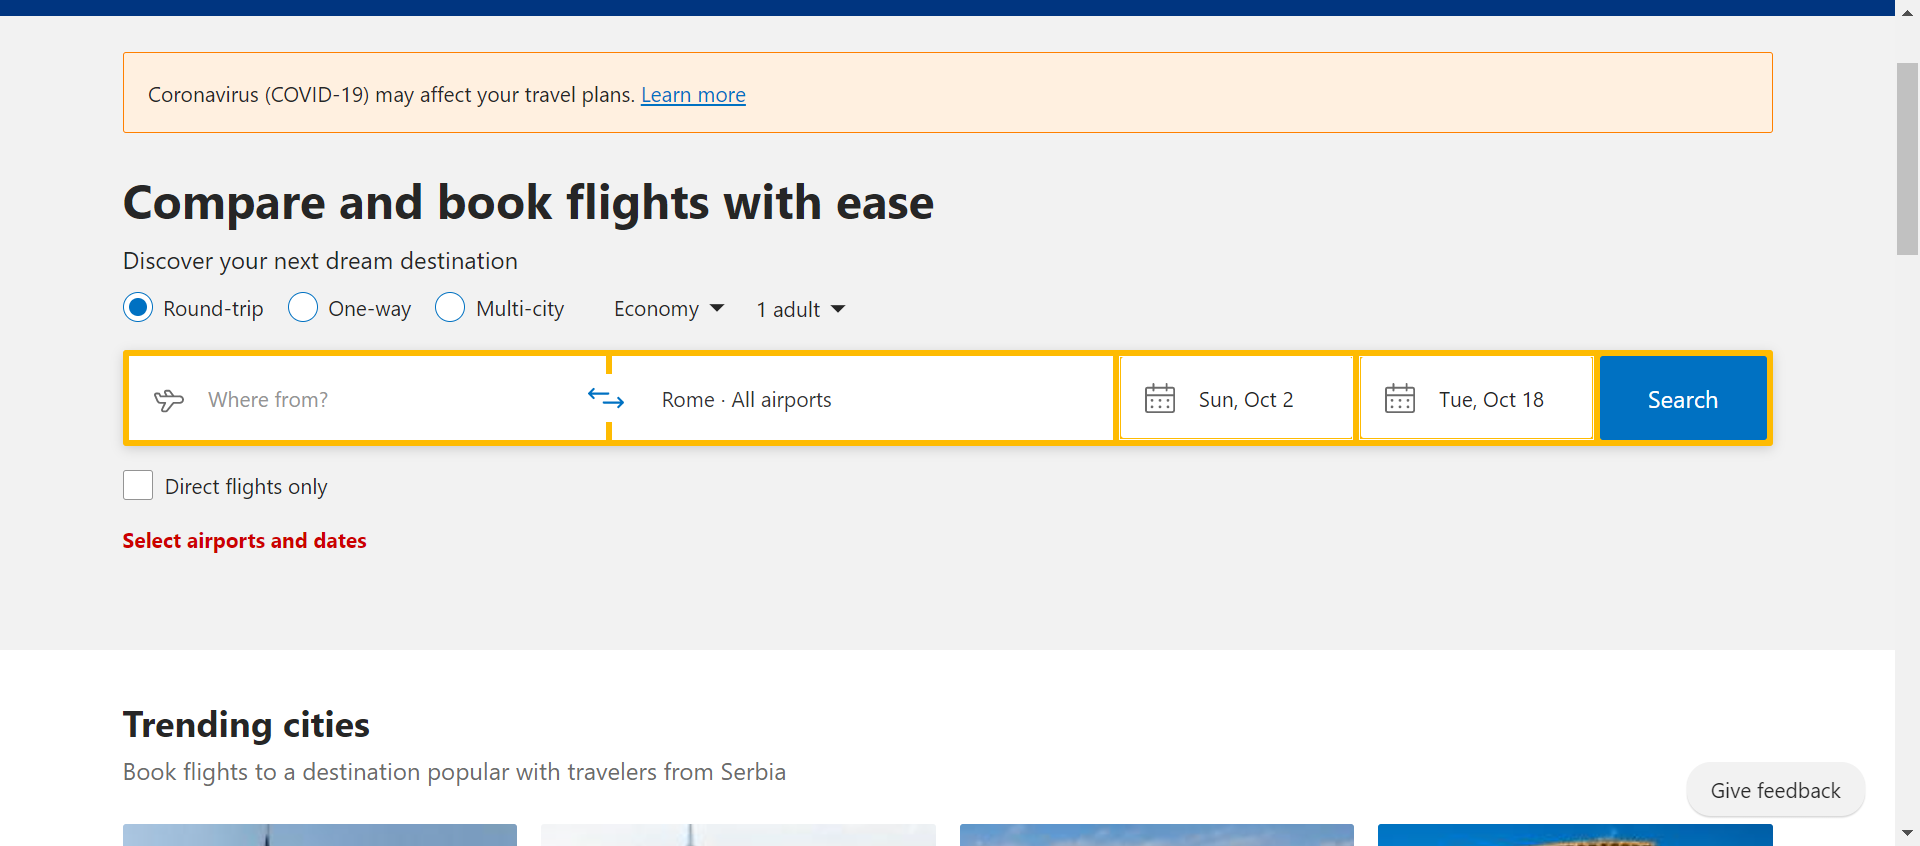 Coronavirus (COVID-19) may affect your travel plans. Learn more
Compare and book flights with ease
Discover your next dream destination
Round-trip One-way Multi-city Economy 1 adult
Where from? Rome · All airports Sun, Oct 2 Tue, Oct 18 Search
Direct flights only
Select airports and dates
Trending cities
Book flights to a destination popular with travelers from Serbia
Give feedback